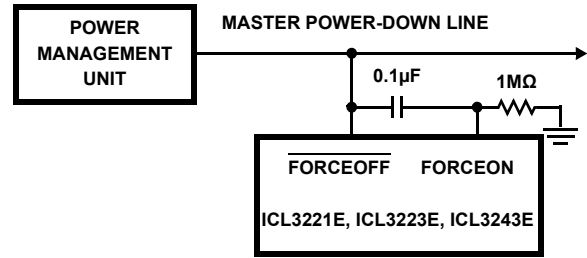 POWER
MANAGEMENT
UNIT
MASTER POWER-DOWN LINE
0.1µF
1MΩ
FORCEOFF FORCEON
ICL3221E, ICL3223E, ICL3243E